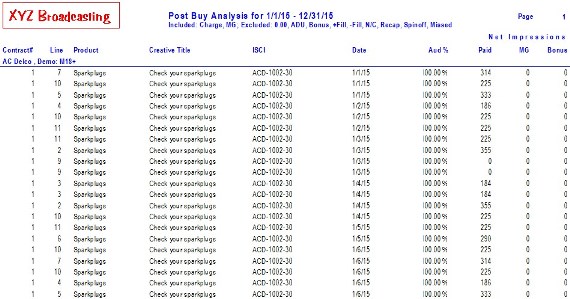 XYZ Broadcasting
Post Buy Analysis for 1/1/15 - 12/31/15 Page 1
Included: Charge, MG, Excluded: 0.00, ADU, Bonus, +Fill, -Fill, N/C, Recap, Spinoff, Missed
Net Impressions
Contract# Line Product Creative Title ISCI Date Aud % Paid MG Bonus
AC Delco , Demo: M18+
1 7 Sparkplugs Check your sparkplugs ACD-1002-30 1/1/15 100.00% 314 0 0
1 10 Sparkplugs Check your sparkplugs ACD-1002-30 1/1/15 100.00% 225 0 0
1 5 Sparkplugs Check your sparkplugs ACD-1002-30 1/1/15 100.00% 333 0 0
1 4 Sparkplugs Check your sparkplugs ACD-1002-30 1/2/15 100.00% 186 0 0
1 10 Sparkplugs Check your sparkplugs ACD-1002-30 1/2/15 100.00% 225 0 0
1 11 Sparkplugs Check your sparkplugs ACD-1002-30 1/2/15 100.00% 225 0 0
1 11 Sparkplugs Check your sparkplugs ACD-1002-30 1/3/15 100.00% 225 0 0
1 2 Sparkplugs Check your sparkplugs ACD-1002-30 1/3/15 100.00% 355 0 0
1 9 Sparkplugs Check your sparkplugs ACD-1002-30 1/3/15 100.00% 0 0 0
1 9 Sparkplugs Check your sparkplugs ACD-1002-30 1/3/15 100.00% 0 0 0
1 3 Sparkplugs Check your sparkplugs ACD-1002-30 1/4/15 100.00% 184 0 0
1 3 Sparkplugs Check your sparkplugs ACD-1002-30 1/4/15 100.00% 184 0 0
1 2 Sparkplugs Check your sparkplugs ACD-1002-30 1/4/15 100.00% 355 0 0
1 10 Sparkplugs Check your sparkplugs ACD-1002-30 1/4/15 100.00% 225 0 0
1 11 Sparkplugs Check your sparkplugs ACD-1002-30 1/5/15 100.00% 225 0 0
1 6 Sparkplugs Check your sparkplugs ACD-1002-30 1/5/15 100.00% 290 0 0
1 10 Sparkplugs Check your sparkplugs ACD-1002-30 1/5/15 100.00% 225 0 0
1 7 Sparkplugs Check your sparkplugs ACD-1002-30 1/6/15 100.00% 314 0 0
1 10 Sparkplugs Check your sparkplugs ACD-1002-30 1/6/15 100.00% 225 0 0
1 4 Sparkplugs Check your sparkplugs ACD-1002-30 1/6/15 100.00% 186 0 0
1 5 Sparkplugs Check your sparkplugs ACD-1002-30 1/6/15 100.00% 333 0 0